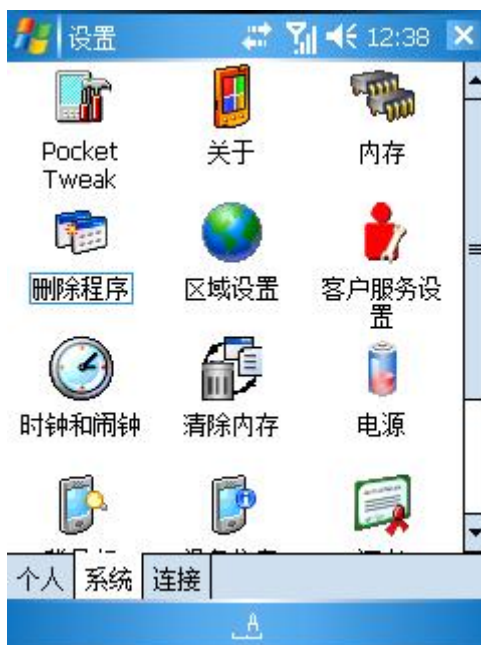 设置 12:38
Pocket Tweak
关于
内存
删除程序
区域设置
客户服务设置
时钟和闹钟
清除内存
电源
个人 系统 连接
A